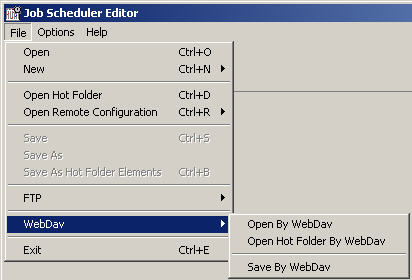 Job Scheduler Editor
File Options Help
Open Ctrl+O
New Ctrl+N
Open Hot Folder Ctrl+D
Open Remote Configuration Ctrl+R
Save Ctrl+S
Save As
Save As Hot Folder Elements Ctrl+B
FTP
WebDav
Open By WebDav
Open Hot Folder By WebDav
Exit Ctrl+E
Save By WebDav